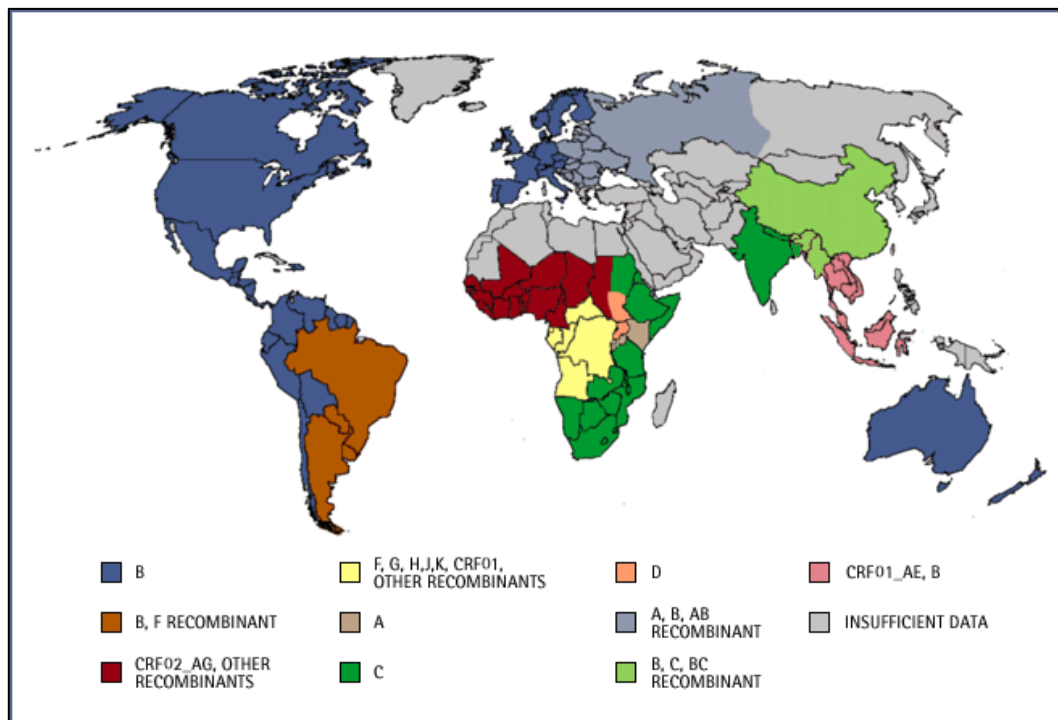 B
F, G, H,J,K, CRF01,
OTHER RECOMBINANTS
D
CRF01_AE, B
B, F RECOMBINANT
A
A, B, AB
RECOMBINANT
INSUFFICIENT DATA
CRF02_AG, OTHER
RECOMBINANTS
C
B, C, BC
RECOMBINANT